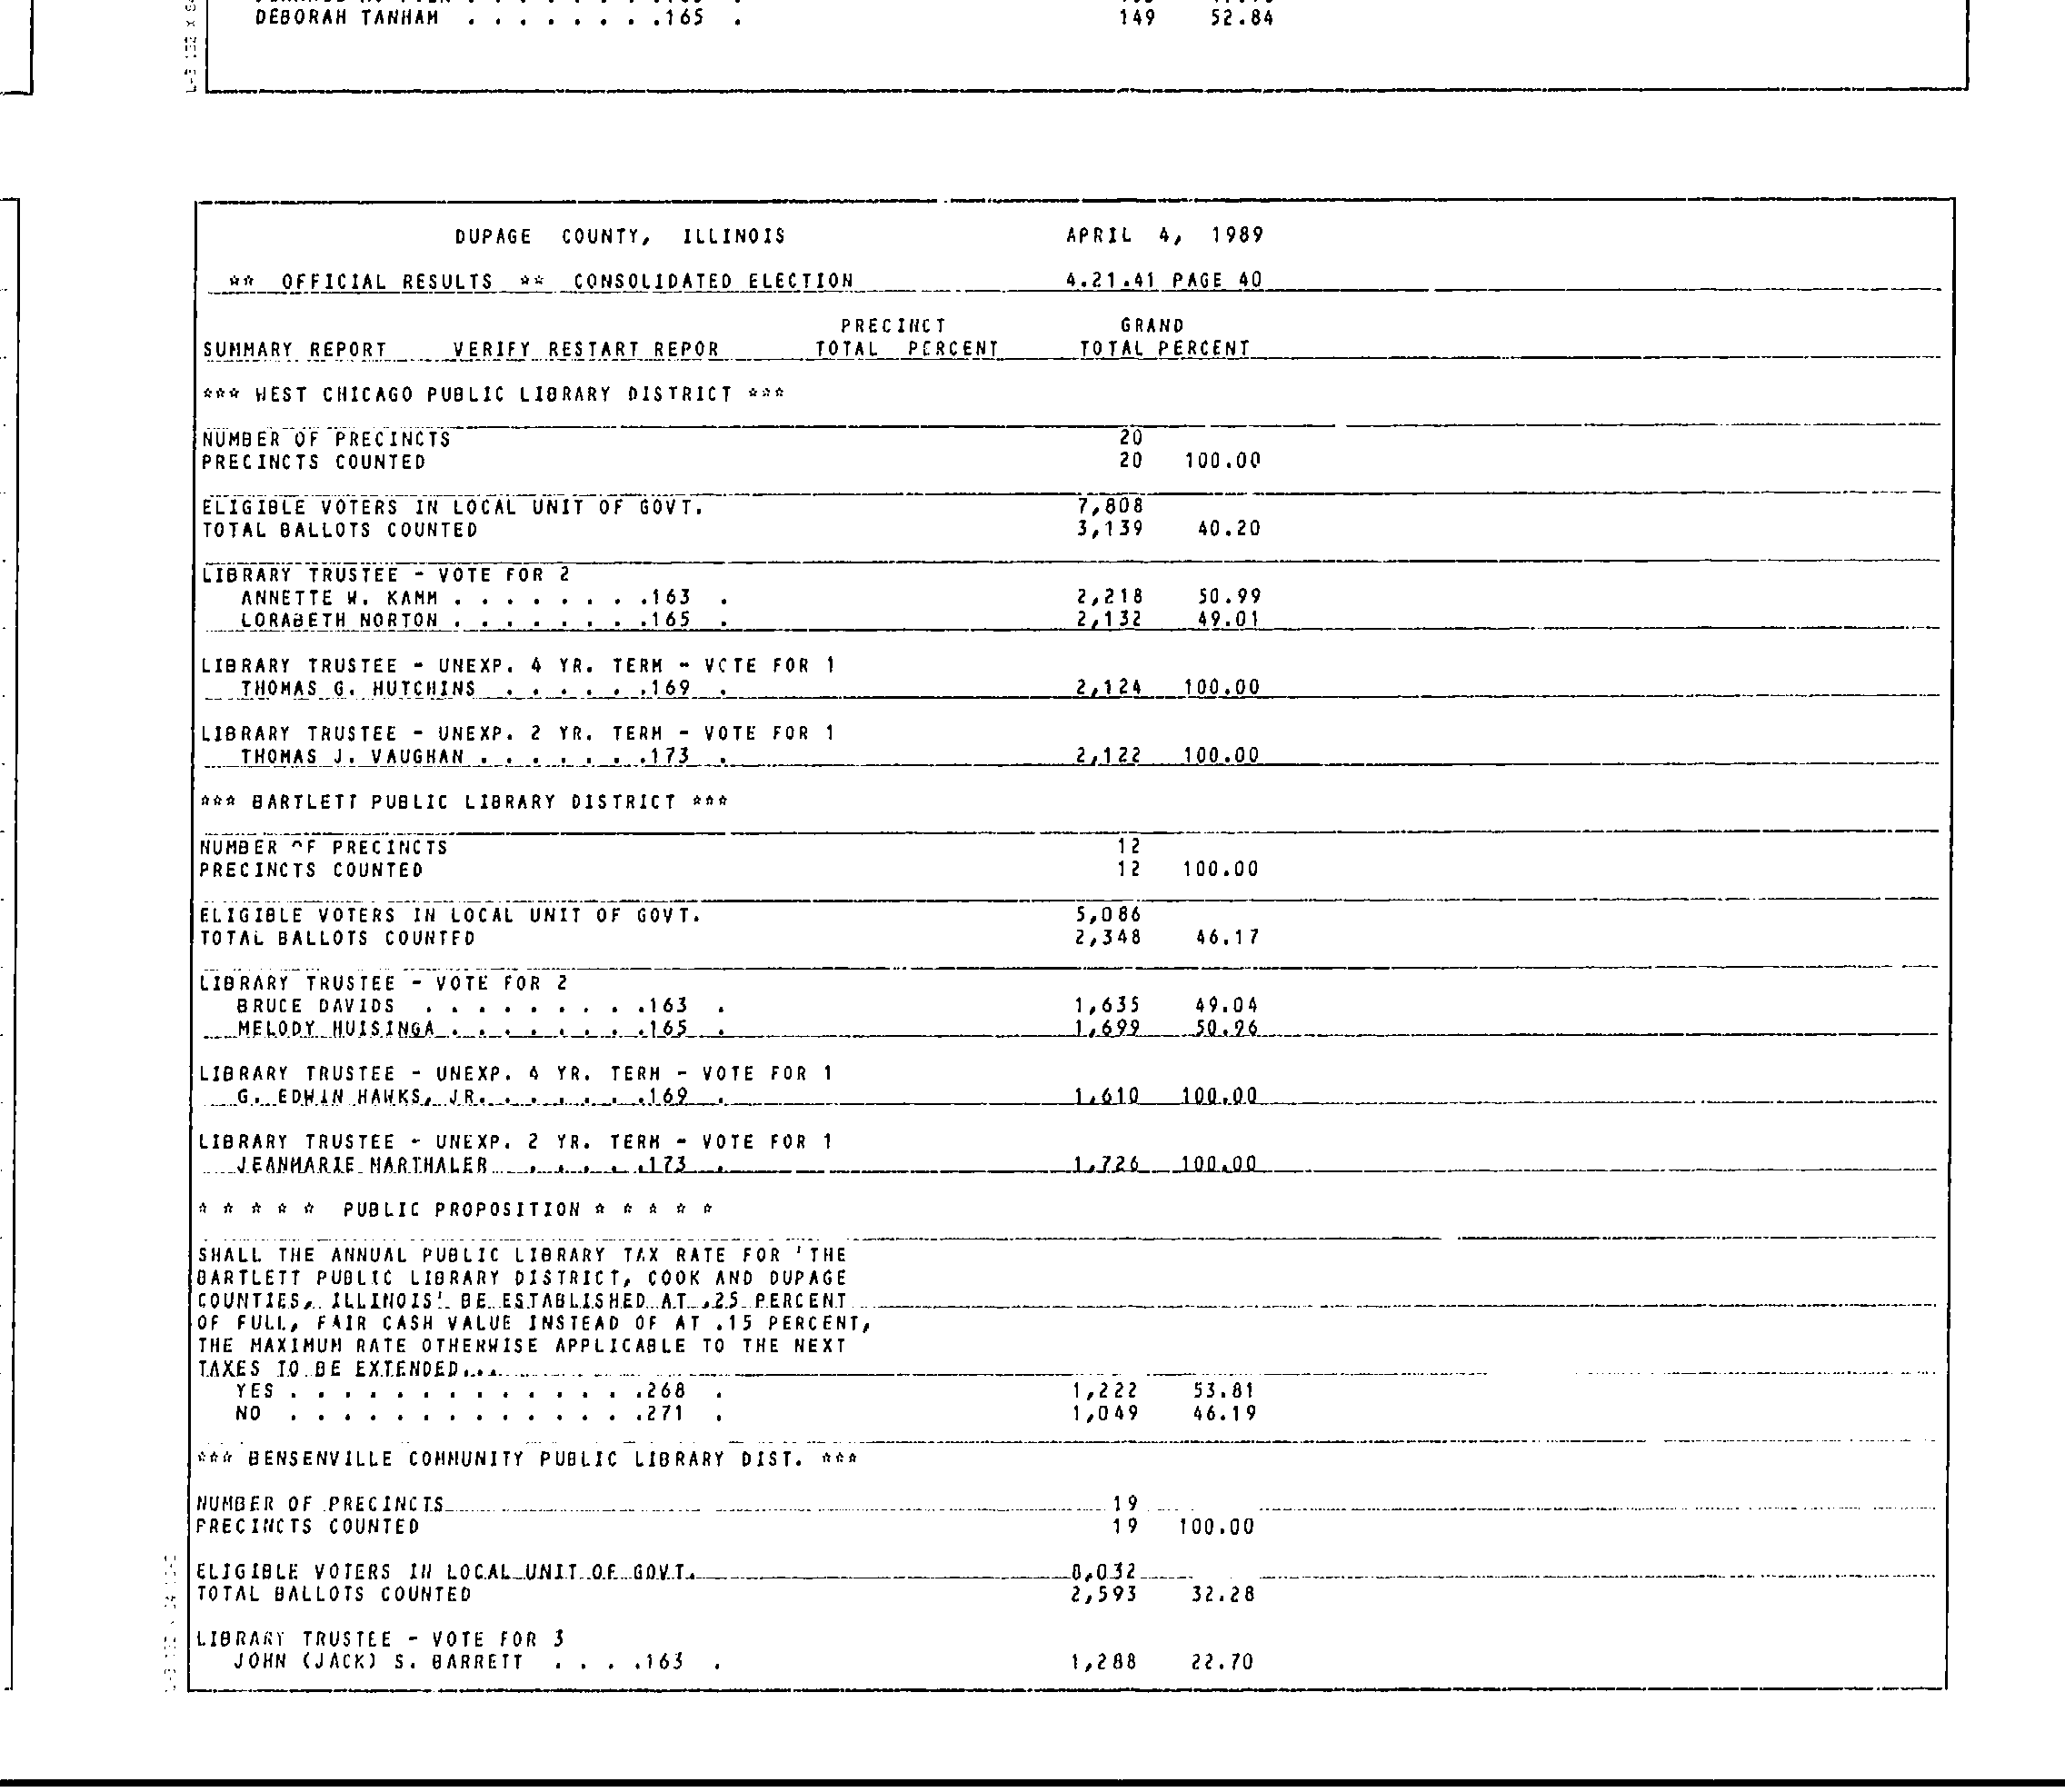 DEBORAH TANHAM . . . . . . . .165 . 149 52.84
DUPAGE COUNTY, ILLINOIS APRIL 4, 1989
** OFFICIAL RESULTS ** CONSOLIDATED ELECTION 4.21.41 PAGE 40
PRECINCT GRAND
SUMMARY REPORT VERIFY RESTART REPOR TOTAL PERCENT TOTAL PERCENT
*** WEST CHICAGO PUBLIC LIBRARY DISTRICT ***
NUMBER OF PRECINCTS 20
PRECINCTS COUNTED 20 100.00
ELIGIBLE VOTERS IN LOCAL UNIT OF GOVT. 7,808
TOTAL BALLOTS COUNTED 3,139 40.20
LIBRARY TRUSTEE - VOTE FOR 2
ANNETTE W. KAMM . . . . . . . .163 . 2,218 50.99
LORABETH NORTON . . . . . . . .165 . 2,132 49.01
LIBRARY TRUSTEE - UNEXP. 4 YR. TERM - VOTE FOR 1
THOMAS G. HUTCHINS . . . . . .169 . 2,124 100.00
LIBRARY TRUSTEE - UNEXP. 2 YR. TERM - VOTE FOR 1
THOMAS J. VAUGHAN . . . . . . .173 . 2,122 100.00
*** BARTLETT PUBLIC LIBRARY DISTRICT ***
NUMBER OF PRECINCTS 12
PRECINCTS COUNTED 12 100.00
ELIGIBLE VOTERS IN LOCAL UNIT OF GOVT. 5,086
TOTAL BALLOTS COUNTED 2,348 46.17
LIBRARY TRUSTEE - VOTE FOR 2
BRUCE DAVIDS . . . . . . . . .163 . 1,635 49.04
MELODY HUISINGA . . . . . . . .165 . 1,699 50.96
LIBRARY TRUSTEE - UNEXP. 4 YR. TERM - VOTE FOR 1
G. EDWIN HAWKS, JR. . . . . . .169 . 1,610 100.00
LIBRARY TRUSTEE - UNEXP. 2 YR. TERM - VOTE FOR 1
JEANMARIE MARTHALER . . . . .173 . 1,726 100.00
* * * * * PUBLIC PROPOSITION * * * * *
SHALL THE ANNUAL PUBLIC LIBRARY TAX RATE FOR 'THE
BARTLETT PUBLIC LIBRARY DISTRICT, COOK AND DUPAGE
COUNTIES, ILLINOIS' BE ESTABLISHED AT .25 PERCENT
OF FULL, FAIR CASH VALUE INSTEAD OF AT .15 PERCENT,
THE MAXIMUM RATE OTHERWISE APPLICABLE TO THE NEXT
TAXES TO BE EXTENDED...
YES . . . . . . . . . . . . . .268 . 1,222 53.81
NO . . . . . . . . . . . . . .271 . 1,049 46.19
*** BENSENVILLE COMMUNITY PUBLIC LIBRARY DIST. ***
NUMBER OF PRECINCTS 19
PRECINCTS COUNTED 19 100.00
ELIGIBLE VOTERS IN LOCAL UNIT OF GOVT. 8,032
TOTAL BALLOTS COUNTED 2,593 32.28
LIBRARY TRUSTEE - VOTE FOR 3
JOHN (JACK) S. BARRETT . . . .163 . 1,288 22.70